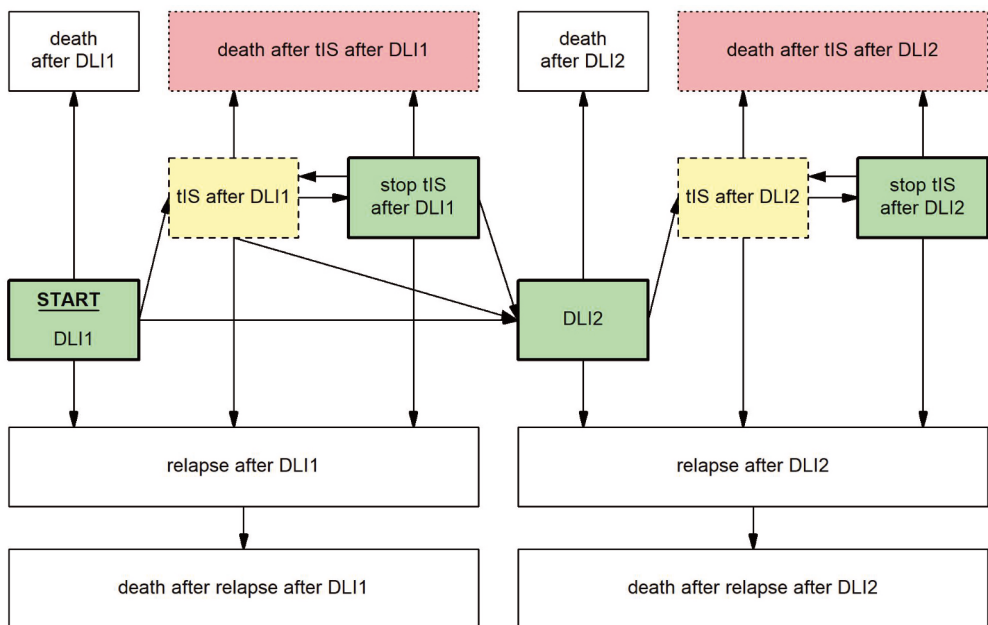 death
after DLI1
death after tIS after DLI1
death
after DLI2
death after tIS after DLI2
tIS after DLI1
stop tIS
after DLI1
tIS after DLI2
stop tIS
after DLI2
START
DLI1
DLI2
relapse after DLI1
relapse after DLI2
death after relapse after DLI1
death after relapse after DLI2